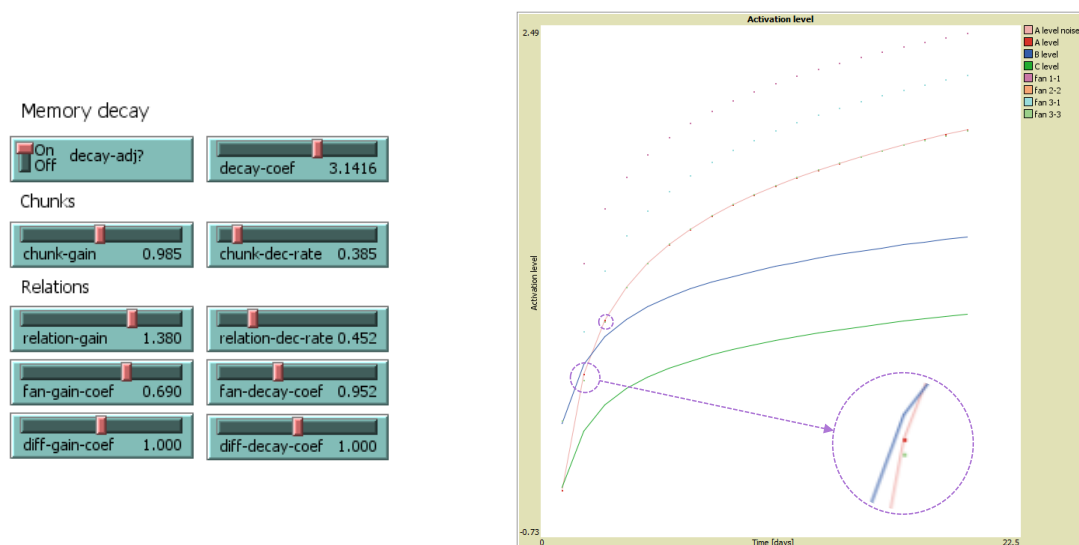 Memory decay
On
Off
decay-adj?
decay-coef 3.1416
Chunks
chunk-gain 0.985
chunk-dec-rate 0.385
Relations
relation-gain 1.380
relation-dec-rate 0.452
fan-gain-coef 0.690
fan-decay-coef 0.952
diff-gain-coef 1.000
diff-decay-coef 1.000
Activation level
2.49
Activation level
-0.73
0
Time [days]
22.5
A level noise
A level
B level
C level
fan 1-1
fan 2-2
fan 3-1
fan 3-3